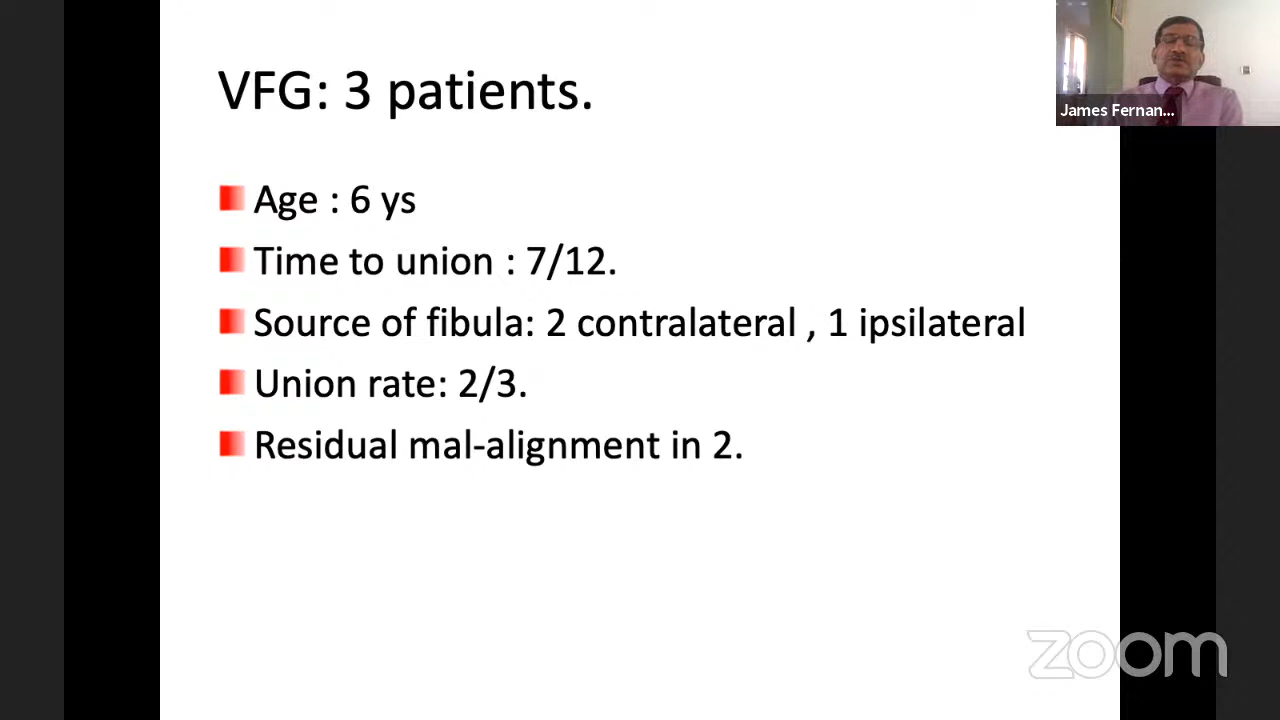 VFG: 3 patients.
James Fernan...
Age : 6 ys
Time to union : 7/12.
Source of fibula: 2 contralateral , 1 ipsilateral
Union rate: 2/3.
Residual mal-alignment in 2.
zoom